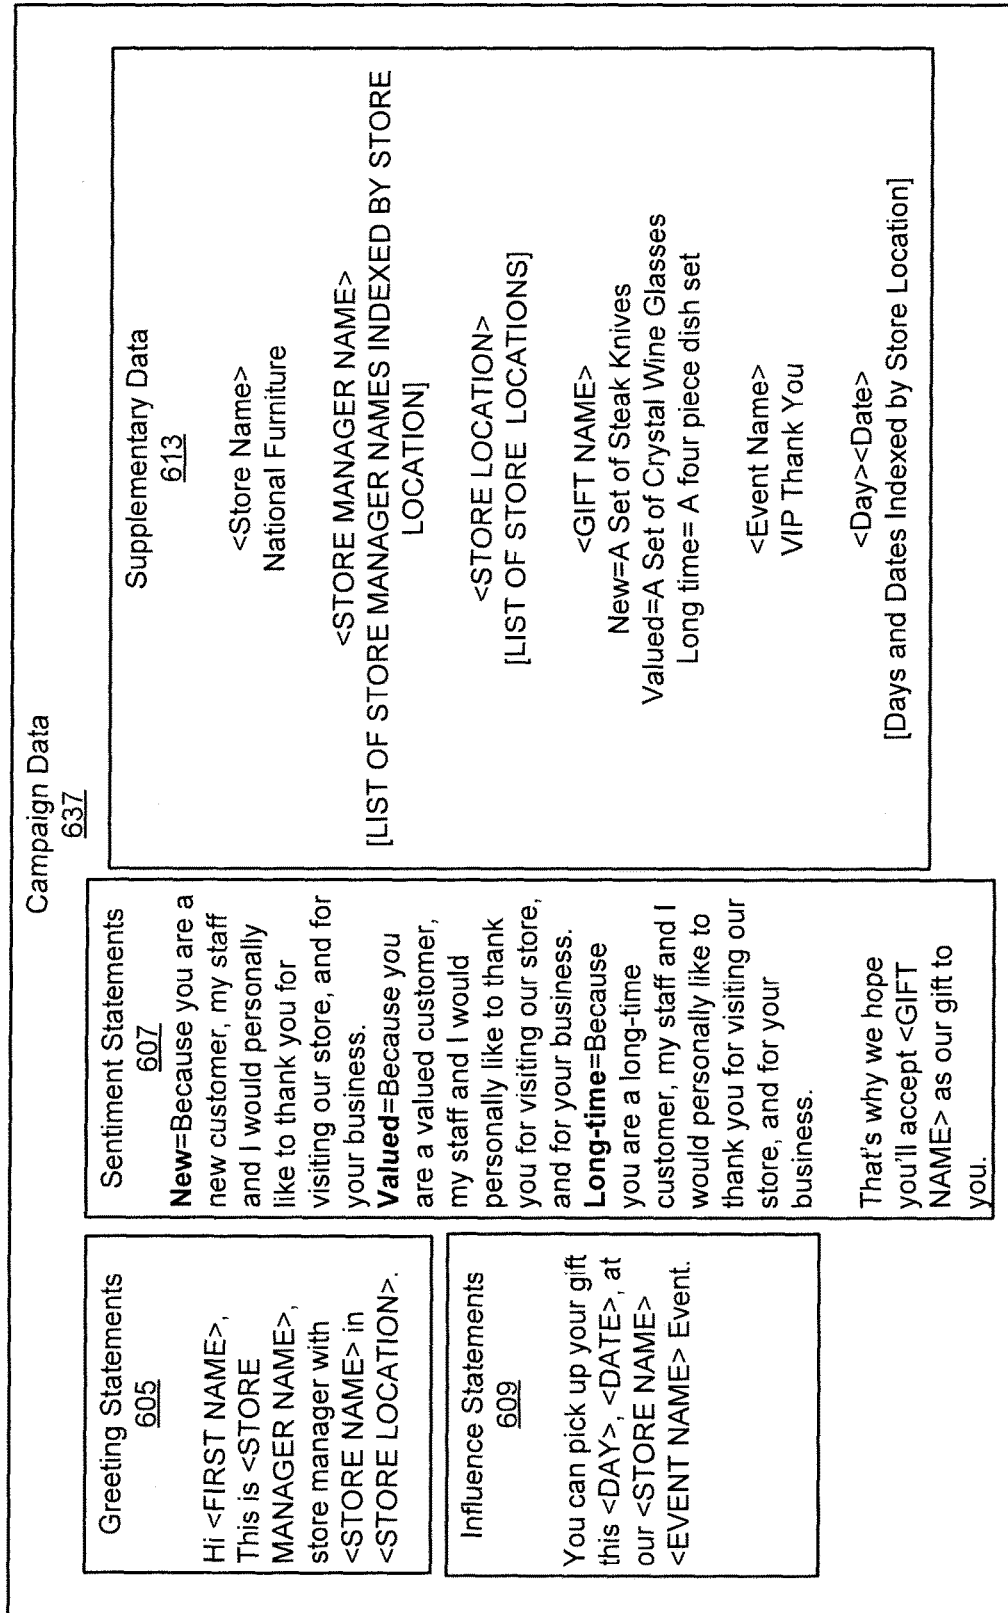 Campaign Data
637
Greeting Statements
605
Hi <FIRST NAME>,
This is <STORE
MANAGER NAME>,
store manager with
<STORE NAME> in
<STORE LOCATION>.
Influence Statements
609
You can pick up your gift
this <DAY>, <DATE>, at
our <STORE NAME>
<EVENT NAME> Event.
Sentiment Statements
607
New=Because you are a
new customer, my staff
and I would personally
like to thank you for
visiting our store, and for
your business.
Valued=Because you
are a valued customer,
my staff and I would
personally like to thank
you for visiting our store,
and for your business.
Long-time=Because
you are a long-time
customer, my staff and I
would personally like to
thank you for visiting our
store, and for your
business.
That's why we hope
you'll accept <GIFT
NAME> as our gift to
you.
Supplementary Data
613
<Store Name>
National Furniture
<STORE MANAGER NAME>
[LIST OF STORE MANAGER NAMES INDEXED BY STORE
LOCATION]
<STORE LOCATION>
[LIST OF STORE LOCATIONS]
<GIFT NAME>
New=A Set of Steak Knives
Valued=A Set of Crystal Wine Glasses
Long time= A four piece dish set
<Event Name>
VIP Thank You
<Day><Date>
[Days and Dates Indexed by Store Location]